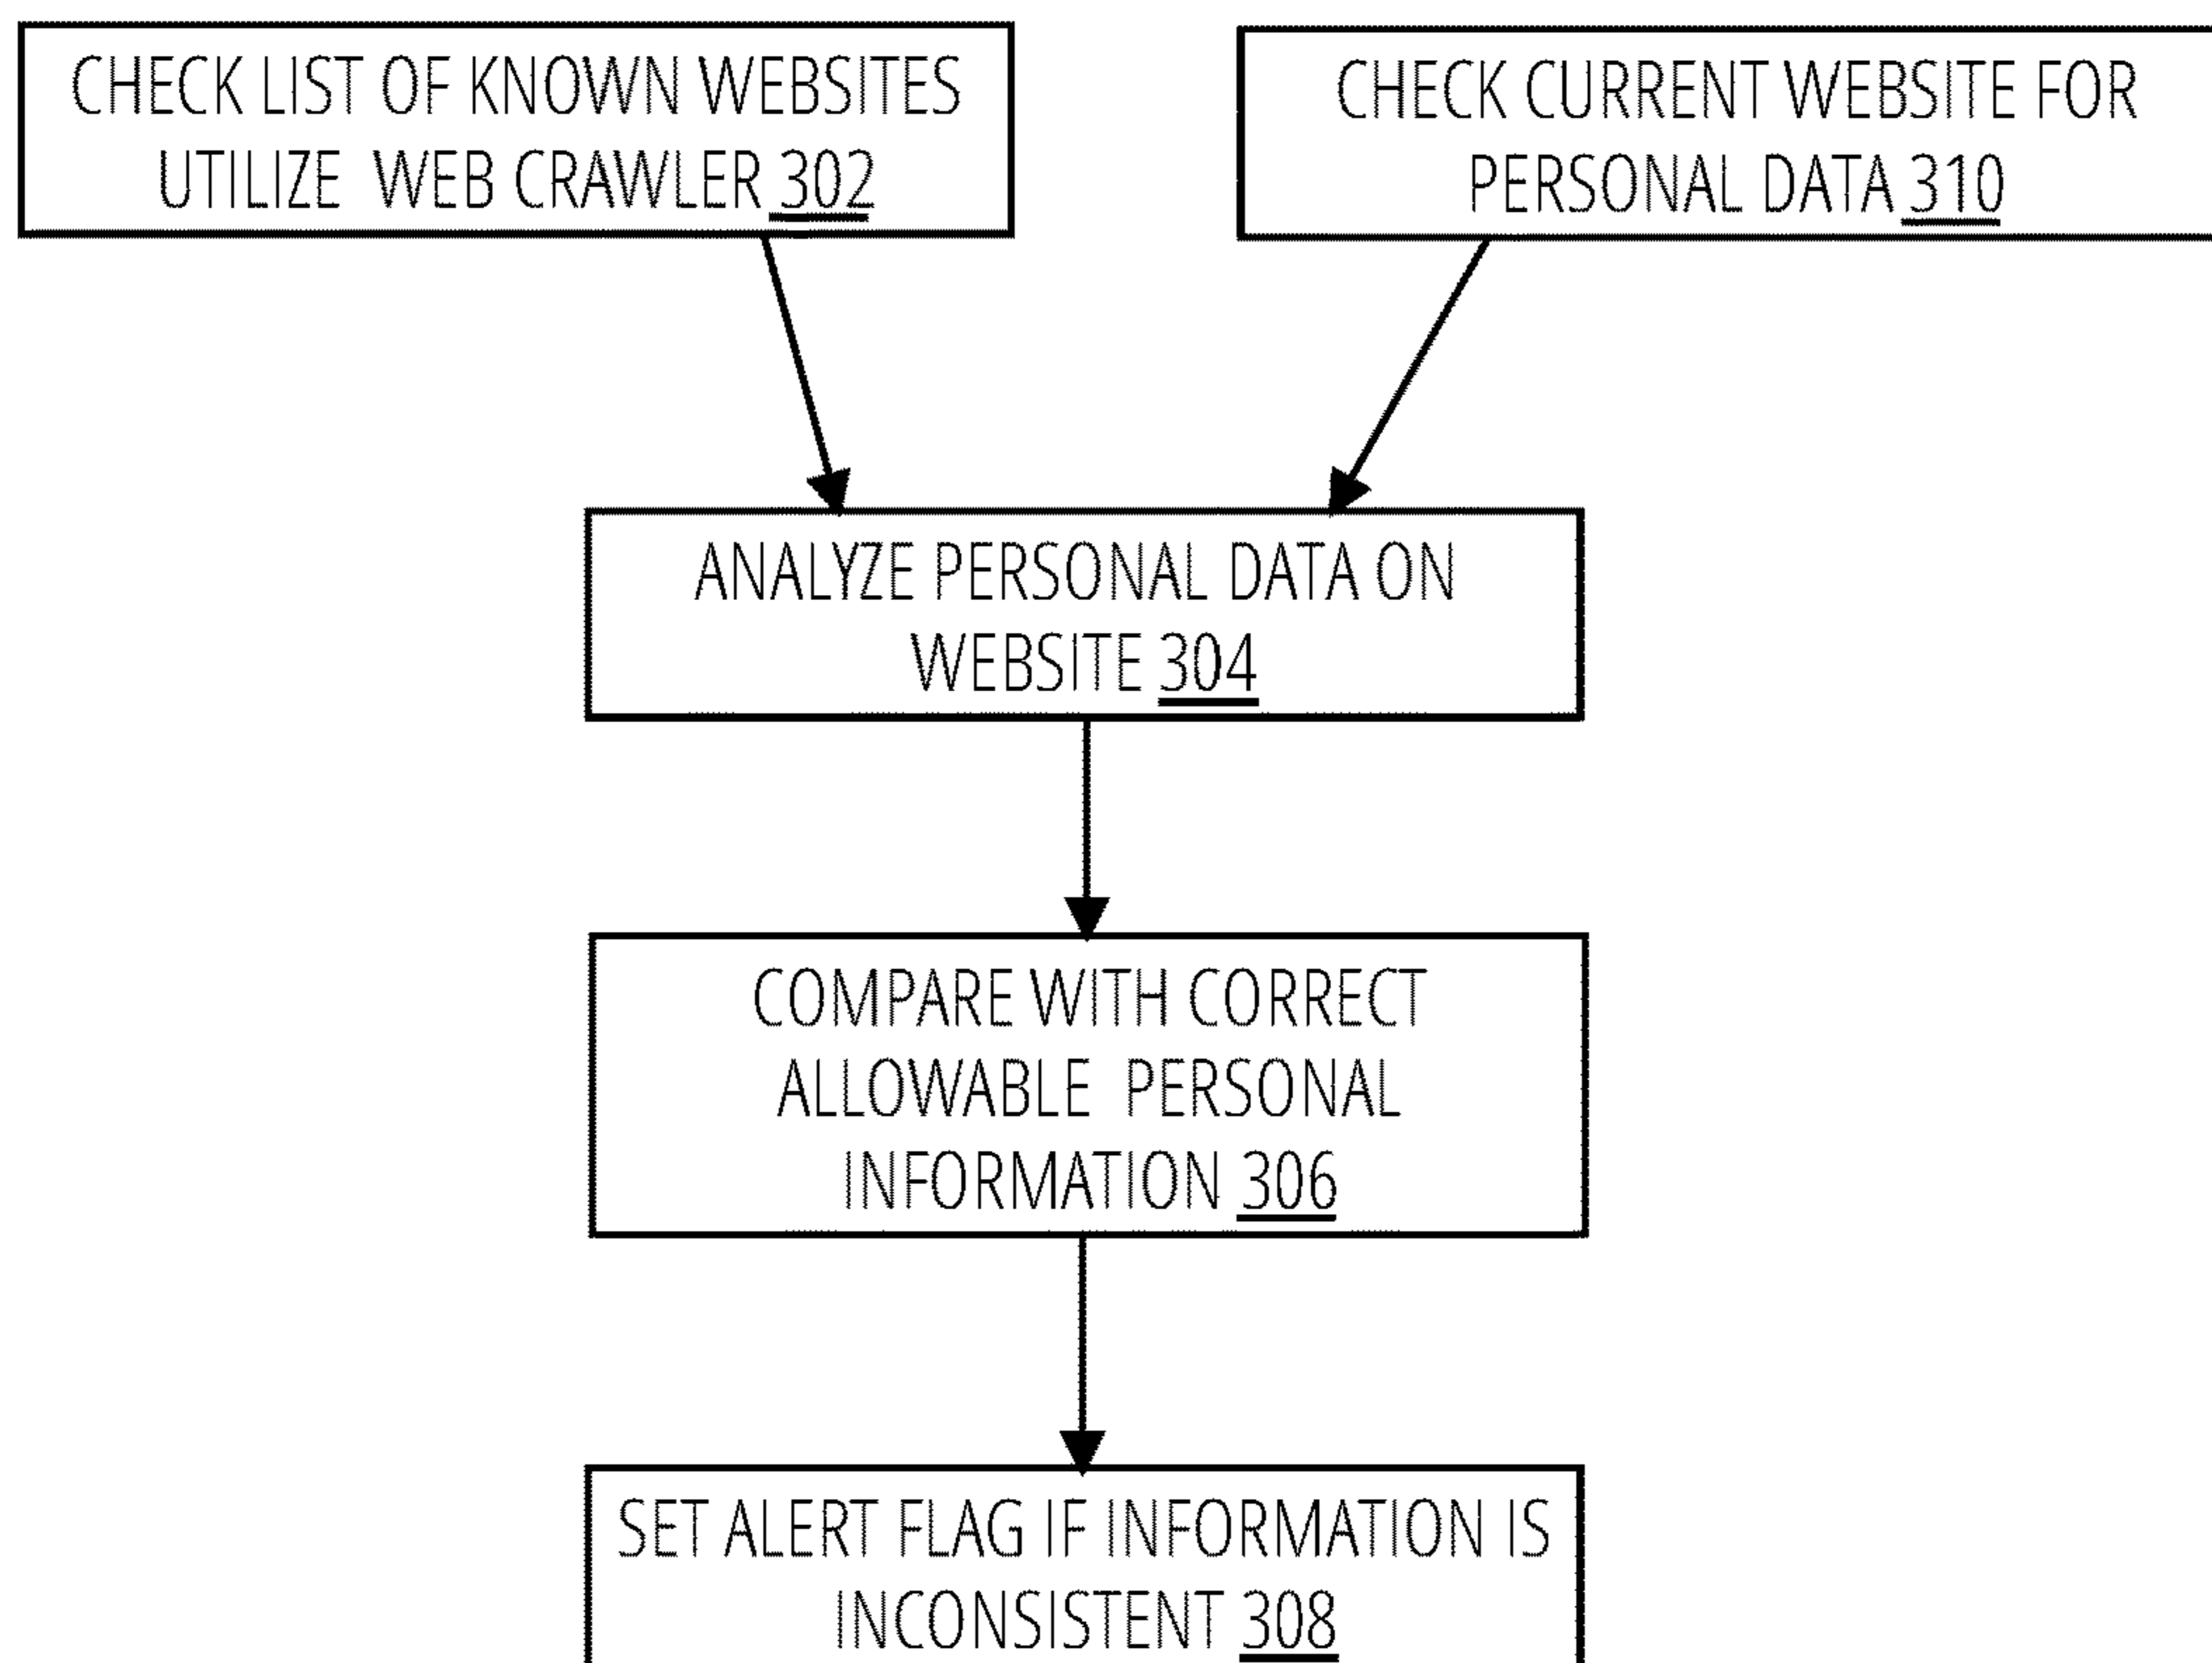 CHECK LIST OF KNOWN WEBSITES
UTILIZE WEB CRAWLER 302
CHECK CURRENT WEBSITE FOR
PERSONAL DATA 310
ANALYZE PERSONAL DATA ON
WEBSITE 304
COMPARE WITH CORRECT
ALLOWABLE PERSONAL
INFORMATION 306
SET ALERT FLAG IF INFORMATION IS
INCONSISTENT 308